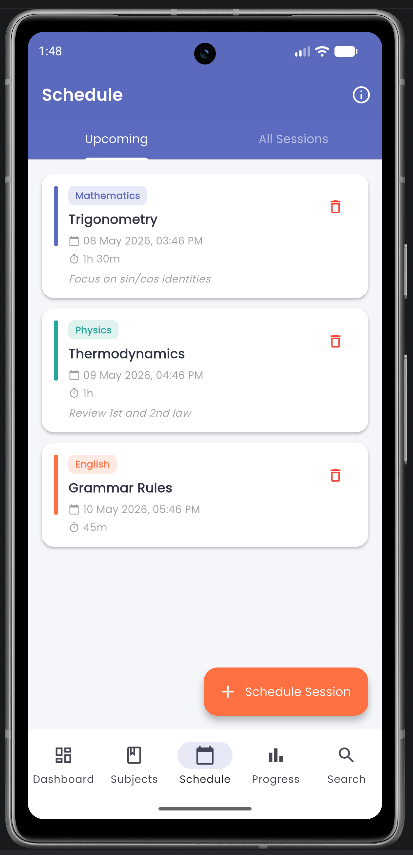 1:48
Schedule
Upcoming
All Sessions
Mathematics
Trigonometry
08 May 2026, 03:46 PM
1h 30m
Focus on sin/cos identities
Physics
Thermodynamics
09 May 2026, 04:46 PM
1h
Review 1st and 2nd law
English
Grammar Rules
10 May 2026, 05:46 PM
45m
+ Schedule Session
Dashboard
Subjects
Schedule
Progress
Search